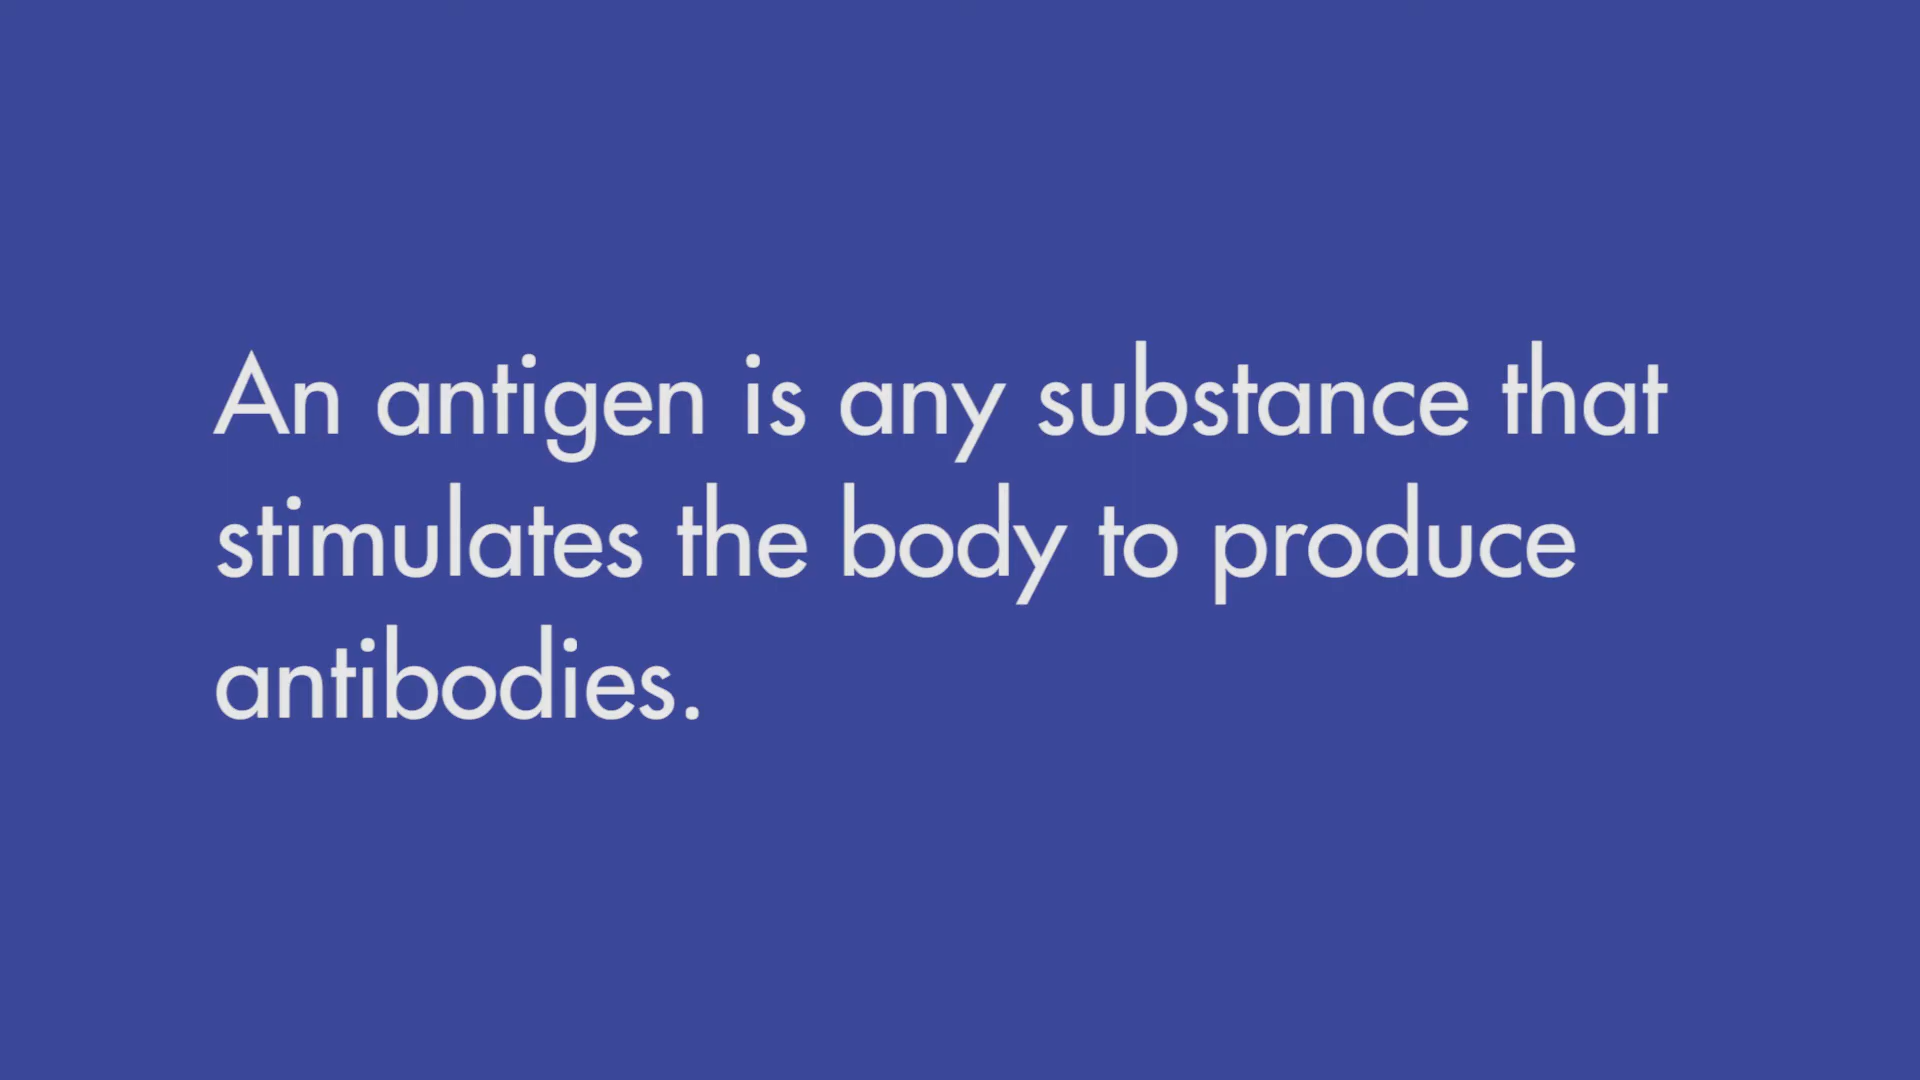 An antigen is any substance that
stimulates the body to produce
antibodies.